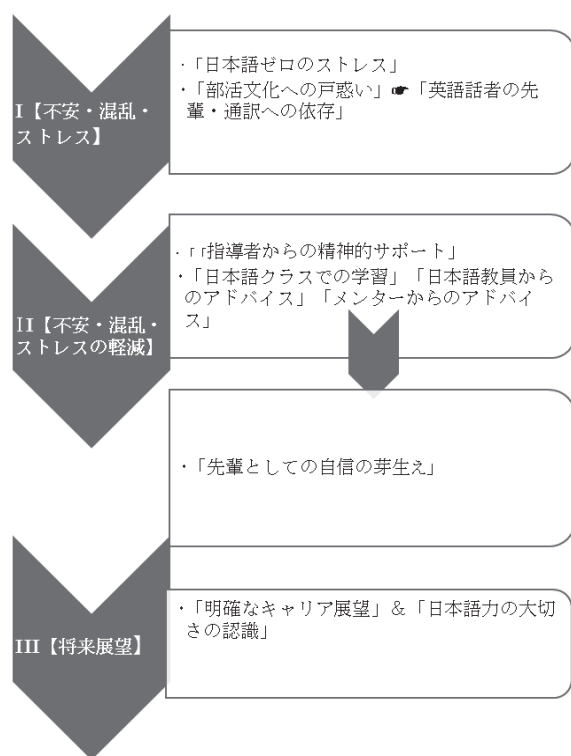 ・「日本語ゼロのストレス」
・「部活文化への戸惑い」☛「英語話者の先
輩・通訳への依存」
I【不安・混乱・
ストレス】
・「「指導者からの精神的サポート」
・「日本語クラスでの学習」「日本語教員から
のアドバイス」「メンターからのアドバイ
ス」
II【不安・混乱・
ストレスの軽減】
・「先輩としての自信の芽生え」
・「明確なキャリア展望」&「日本語力の大切
さの認識」
III【将来展望】